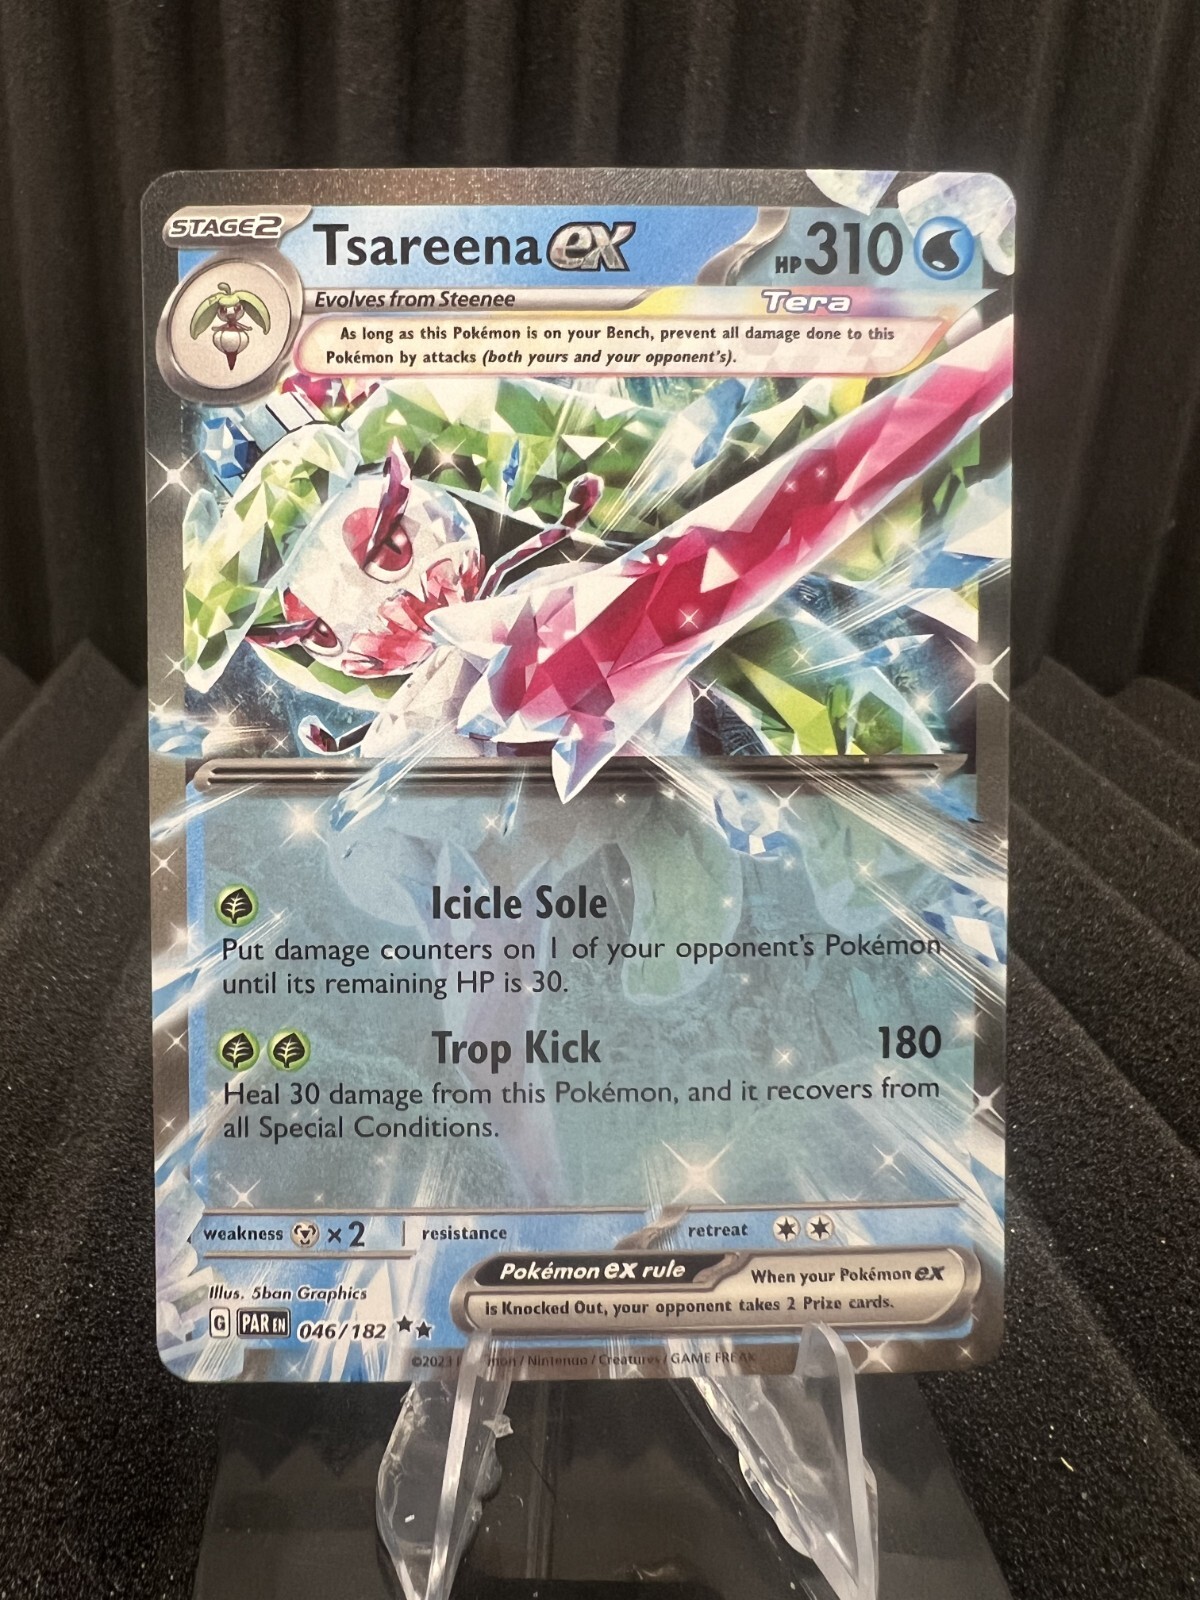 STAGE2
Tsareena ex
HP 310
Evolves from Steenee
Tera
As long as this Pokémon is on your Bench, prevent all damage done to this
Pokémon by attacks (both yours and your opponent's).
Icicle Sole
Put damage counters on 1 of your opponent's Pokémon
until its remaining HP is 30.
Trop Kick 180
Heal 30 damage from this Pokémon, and it recovers from
all Special Conditions.
weakness ×2 resistance retreat
Pokémon ex rule When your Pokémon ex
is Knocked Out, your opponent takes 2 Prize cards.
Illus. 5ban Graphics
G PAR EN 046/182
©2023 / Nintendo / Creatures / GAME FREAK